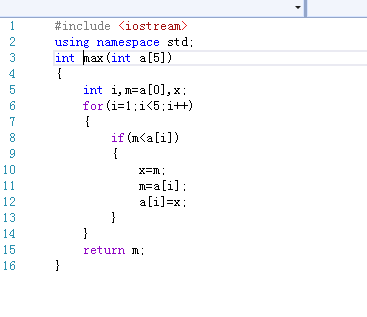 1 #include <iostream>
2 using namespace std;
3 int max(int a[5])
4 {
5 int i,m=a[0],x;
6 for(i=1;i<5;i++)
7 {
8 if(m<a[i])
9 {
10 x=m;
11 m=a[i];
12 a[i]=x;
13 }
14 }
15 return m;
16 }